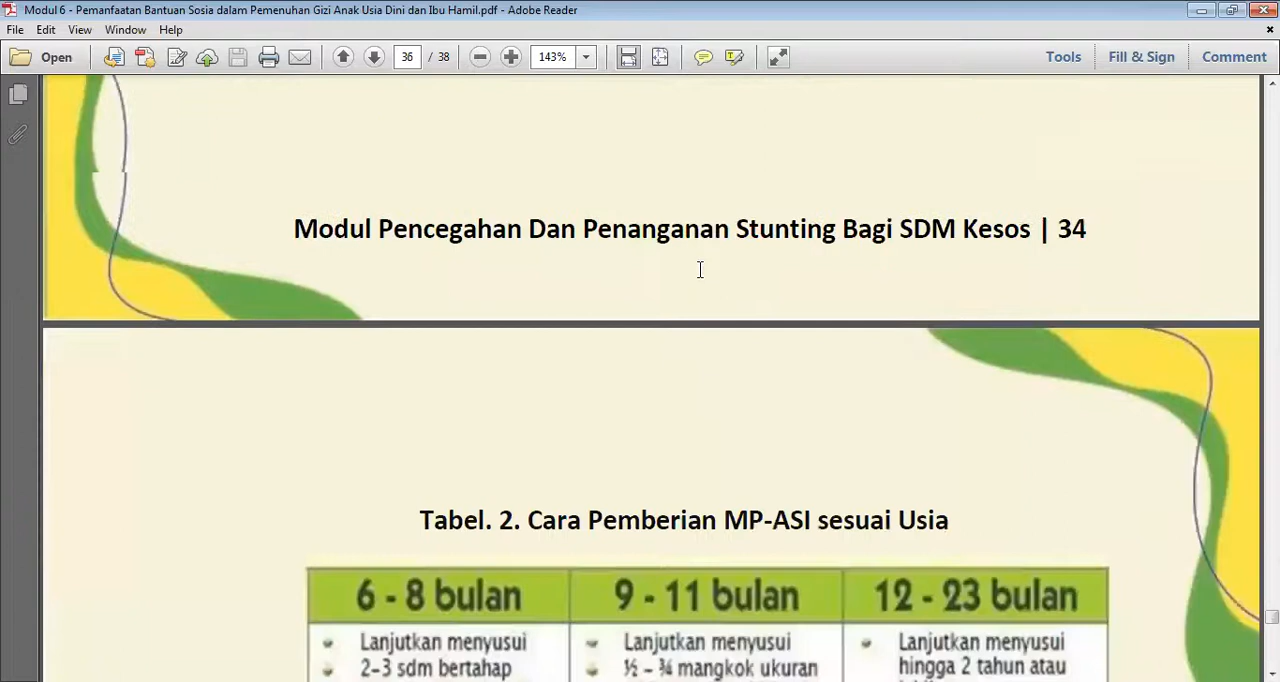 Modul 6 - Pemanfaatan Bantuan Sosia dalam Pemenuhan Gizi Anak Usia Dini dan Ibu Hamil.pdf - Adobe Reader
File Edit View Window Help
Open 36 / 38 143% Tools Fill & Sign Comment
Modul Pencegahan Dan Penanganan Stunting Bagi SDM Kesos | 34
Tabel. 2. Cara Pemberian MP-ASI sesuai Usia
6 - 8 bulan 9 - 11 bulan 12 - 23 bulan
Lanjutkan menyusui Lanjutkan menyusui Lanjutkan menyusui
2-3 sdm bertahap ½ - ¾ mangkok ukuran hingga 2 tahun atau